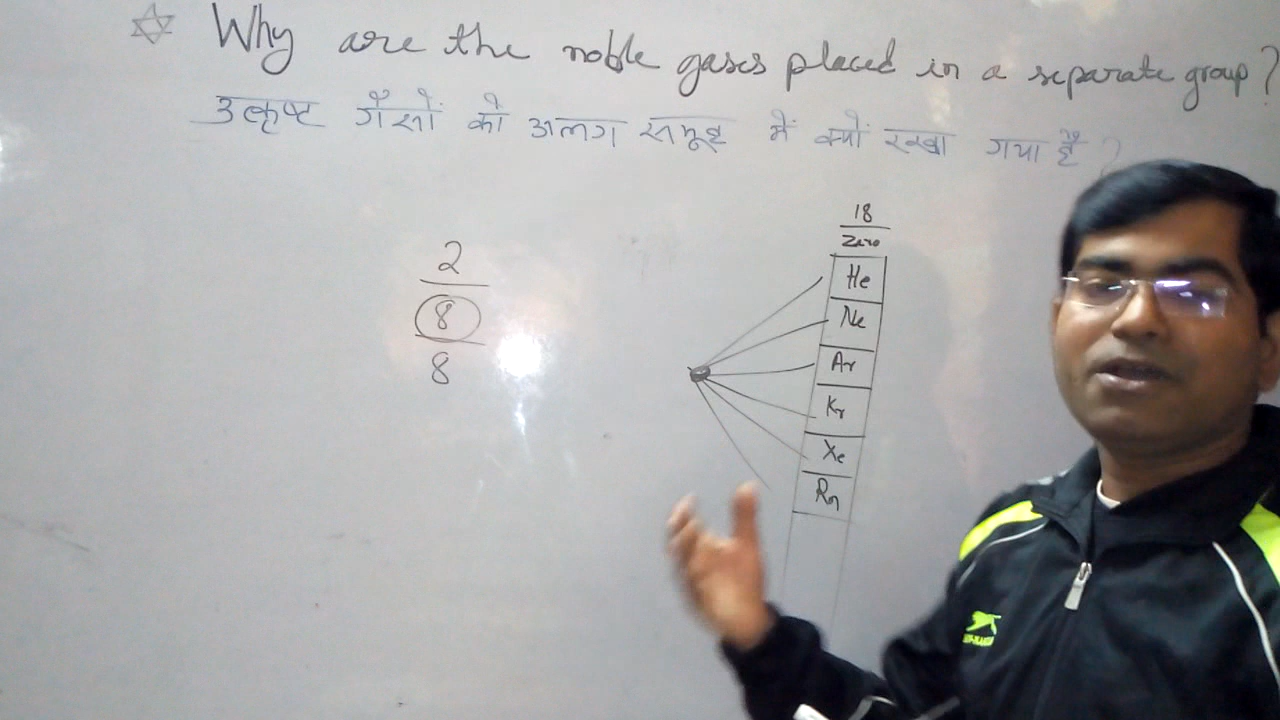 Why are the noble gases placed in a separate group?
उत्कृष्ट गैसों को अलग समूह में क्यों रखा गया है?
2
8
8
18
Zero
He
Ne
Ar
Kr
Xe
Rn